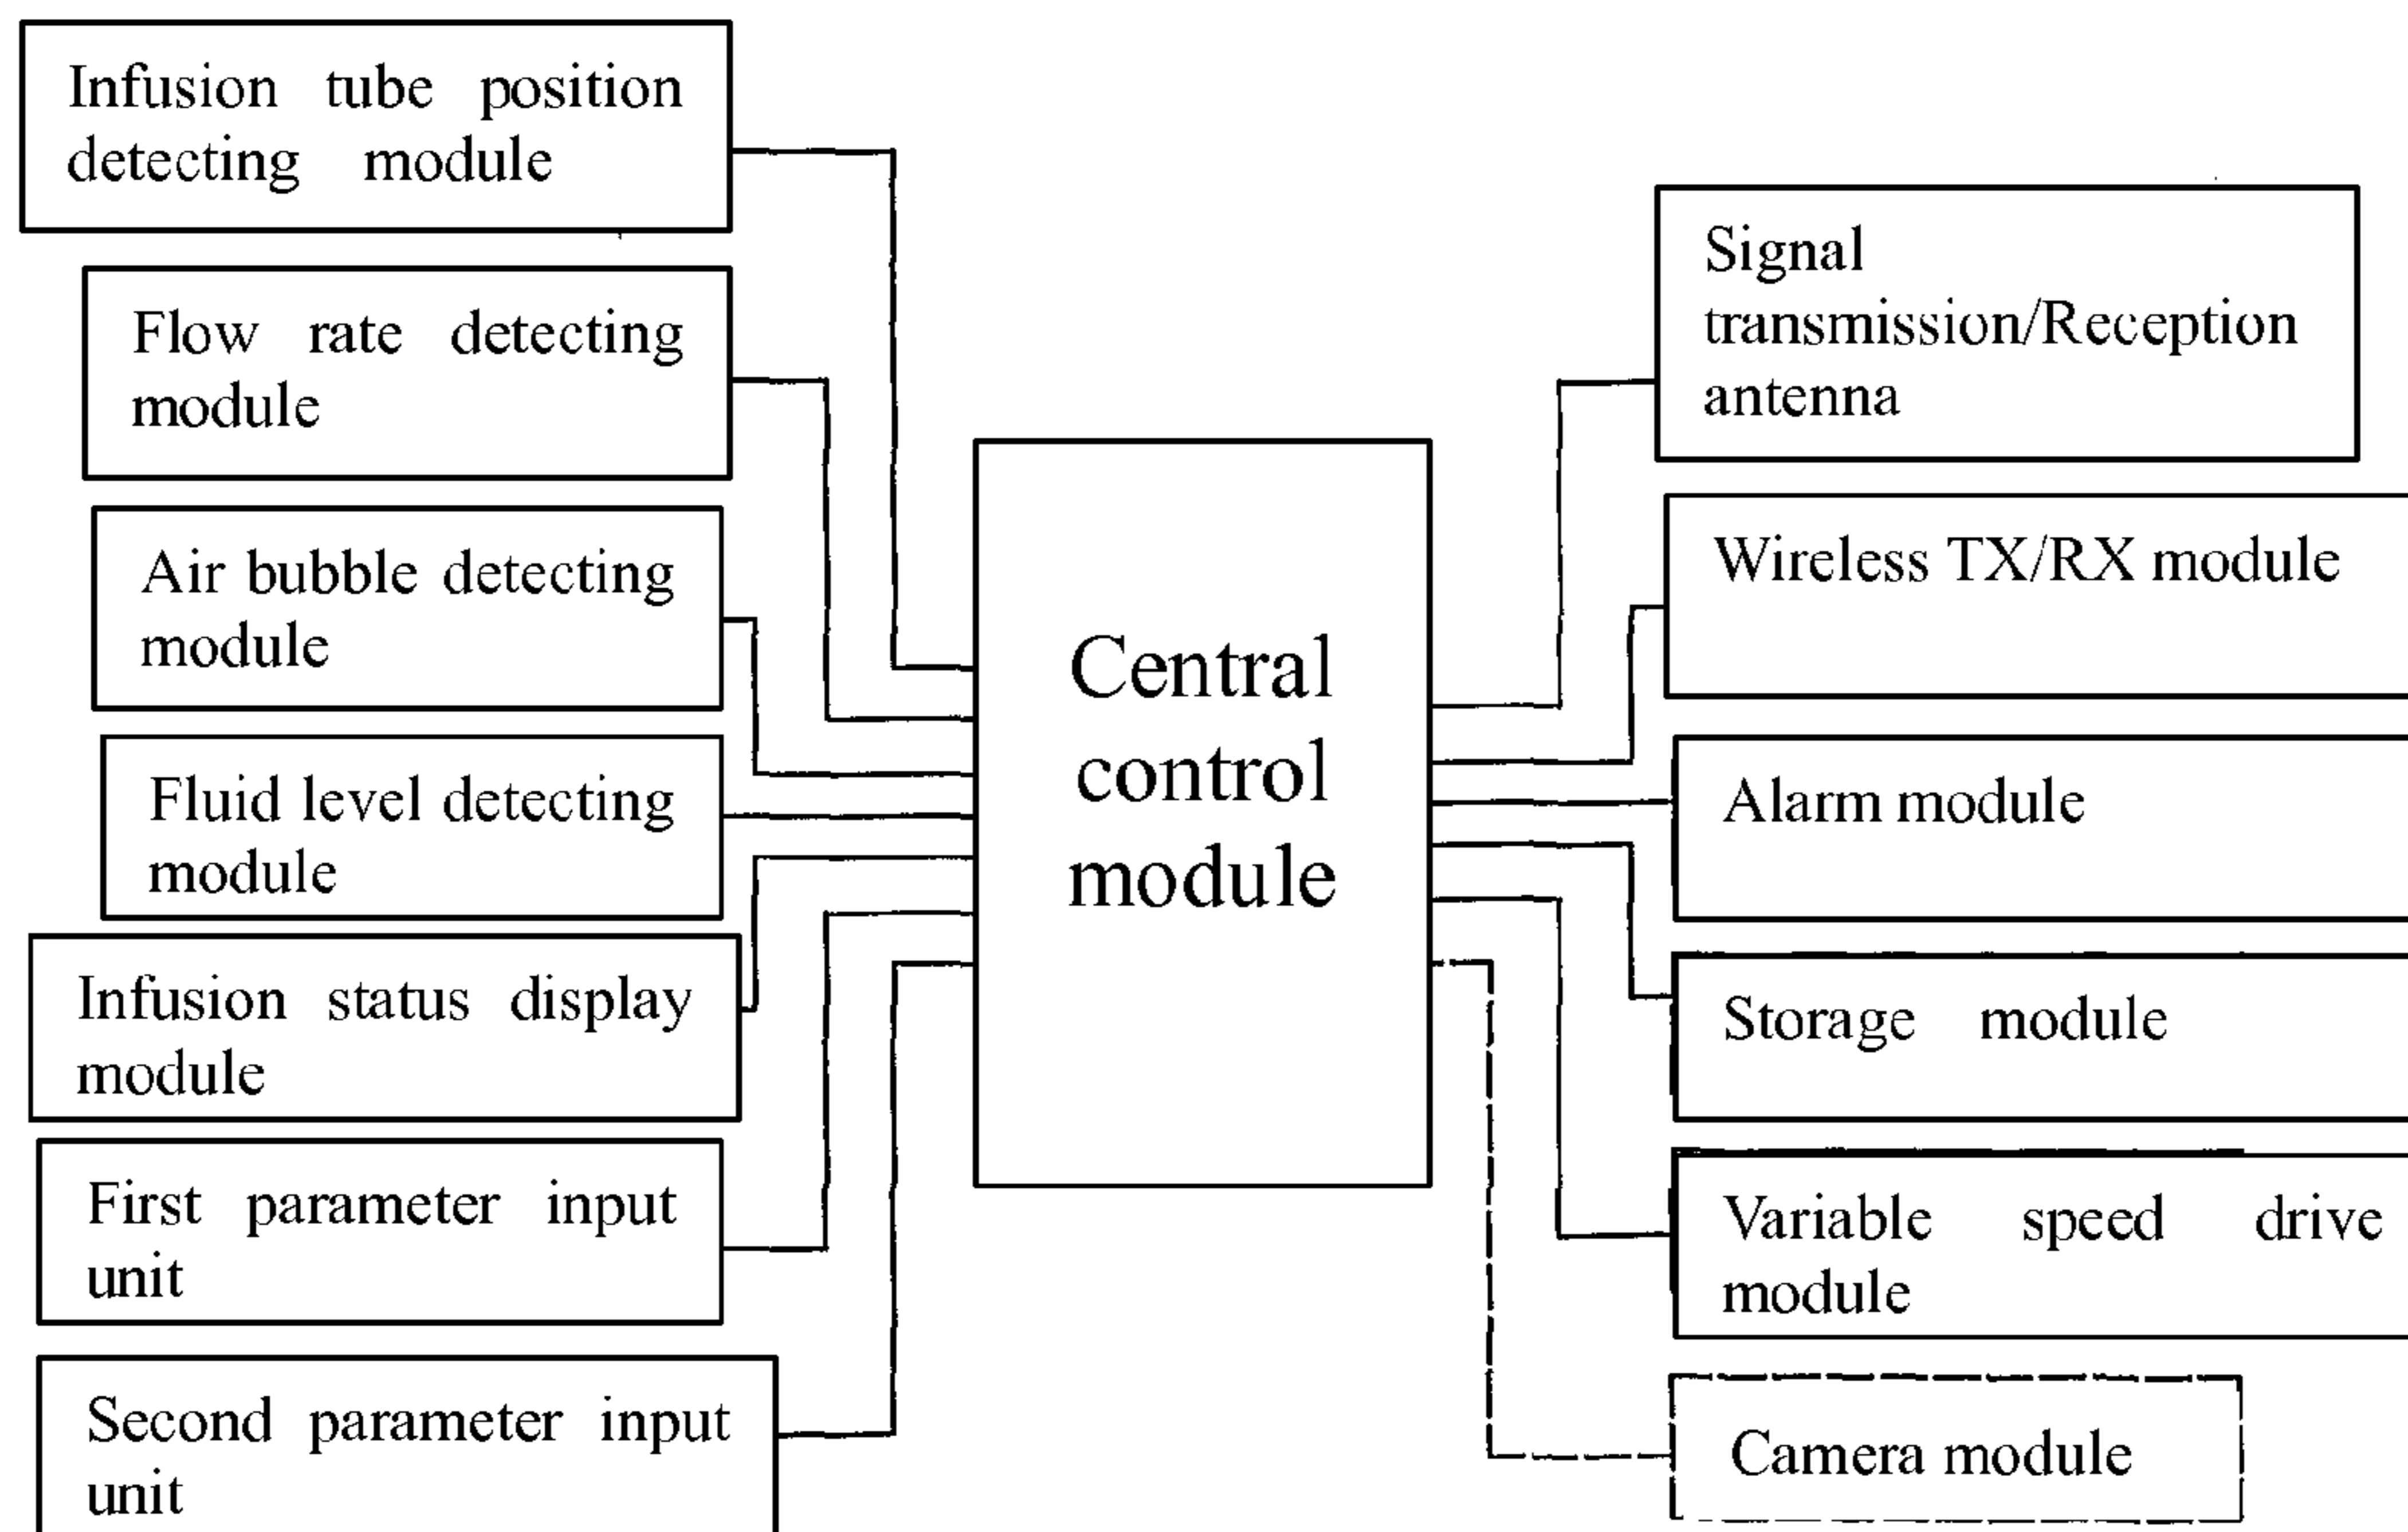 Infusion tube position
detecting module
Flow rate detecting
module
Air bubble detecting
module
Fluid level detecting
module
Infusion status display
module
First parameter input
unit
Second parameter input
unit
Central
control
module
Signal
transmission/Reception
antenna
Wireless TX/RX module
Alarm module
Storage module
Variable speed drive
module
Camera module